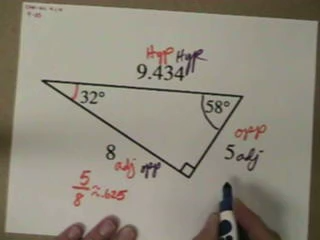 Hyp Hyp
9.434
32°
58°
opp
8
5 adj
adj opp
5/8 ≈ .625